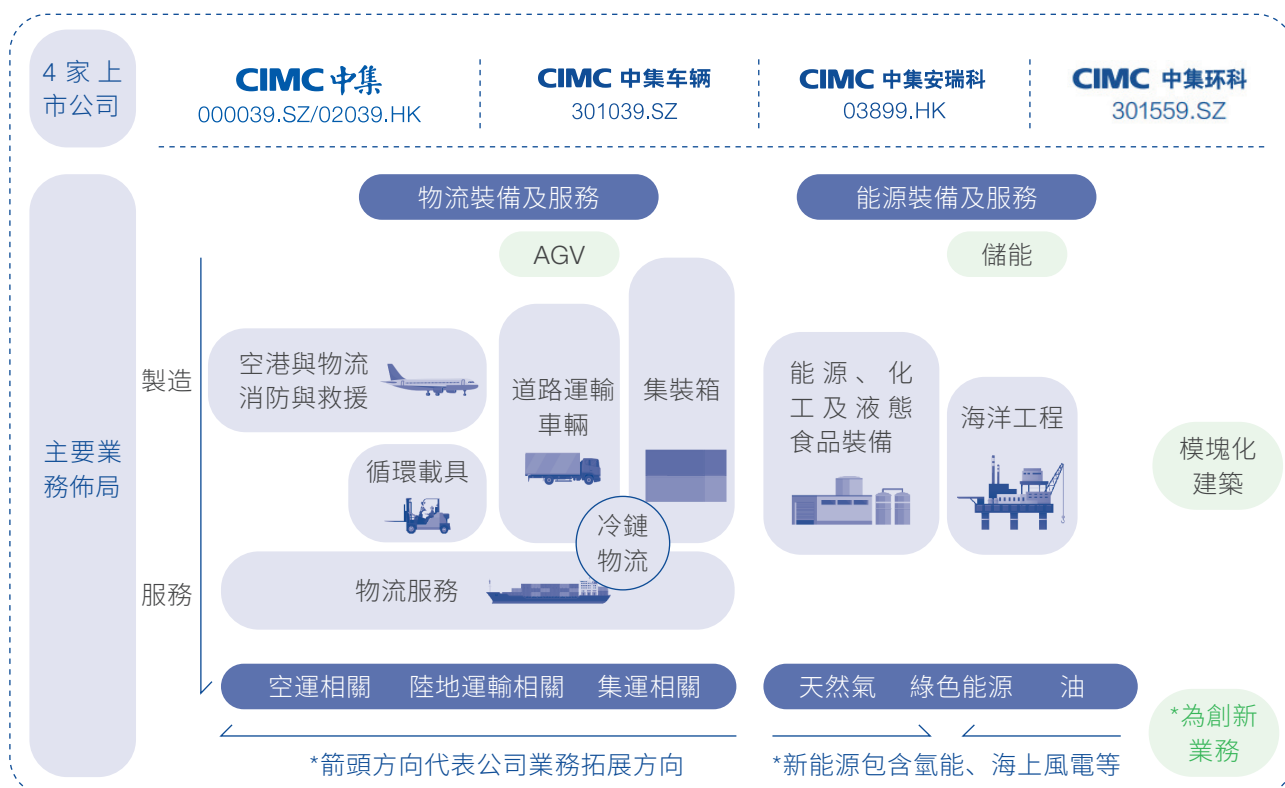 4 家 上
市公司
CIMC 中集
000039.SZ/02039.HK
CIMC 中集车辆
301039.SZ
CIMC 中集安瑞科
03899.HK
CIMC 中集环科
301559.SZ
主要業
務佈局
物流裝備及服務
能源裝備及服務
AGV
儲能
製造
空港與物流
消防與救援
道路運輸
車輛
集裝箱
能源、化
工及液態
食品裝備
海洋工程
模塊化
建築
循環載具
冷鏈
物流
服務
物流服務
空運相關 陸地運輸相關 集運相關
天然氣 綠色能源 油
*為創新
業務
*箭頭方向代表公司業務拓展方向
*新能源包含氫能、海上風電等